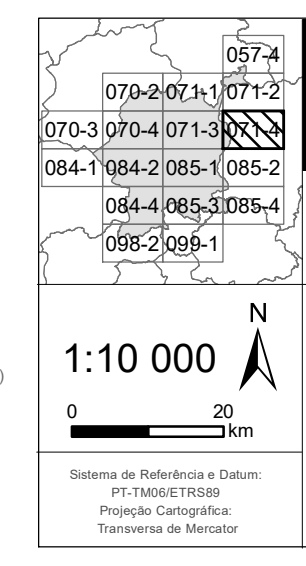 057-4
070-2 071-1 071-2
070-3 070-4 071-3 071-4
084-1 084-2 085-1 085-2
084-4 085-3 085-4
098-2 099-1
N
1:10 000
0 20
km
)
Sistema de Referência e Datum:
PT-TM06/ETRS89
Projeção Cartográfica:
Transversa de Mercator